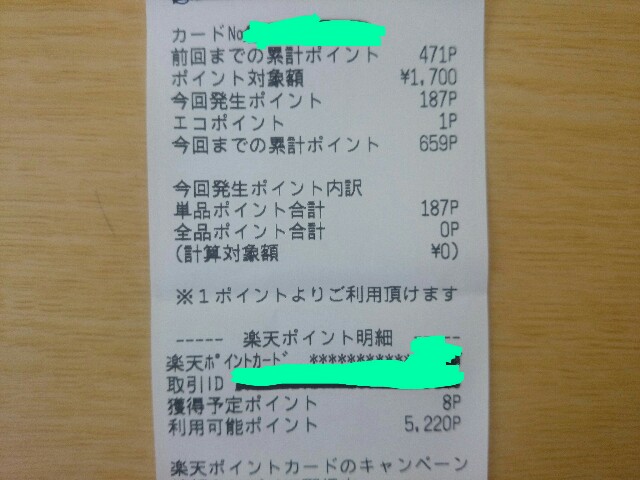 カードNo
前回までの累計ポイント 471P
ポイント対象額 ¥1,700
今回発生ポイント 187P
エコポイント 1P
今回までの累計ポイント 659P
今回発生ポイント内訳
単品ポイント合計 187P
全品ポイント合計 0P
(計算対象額 ¥0)
※1ポイントよりご利用頂けます
----- 楽天ポイント明細 -----
楽天ﾎﾟｲﾝﾄｶｰﾄﾞ ***********
取引ID
獲得予定ポイント 8P
利用可能ポイント 5,220P
楽天ポイントカードのキャンペーン